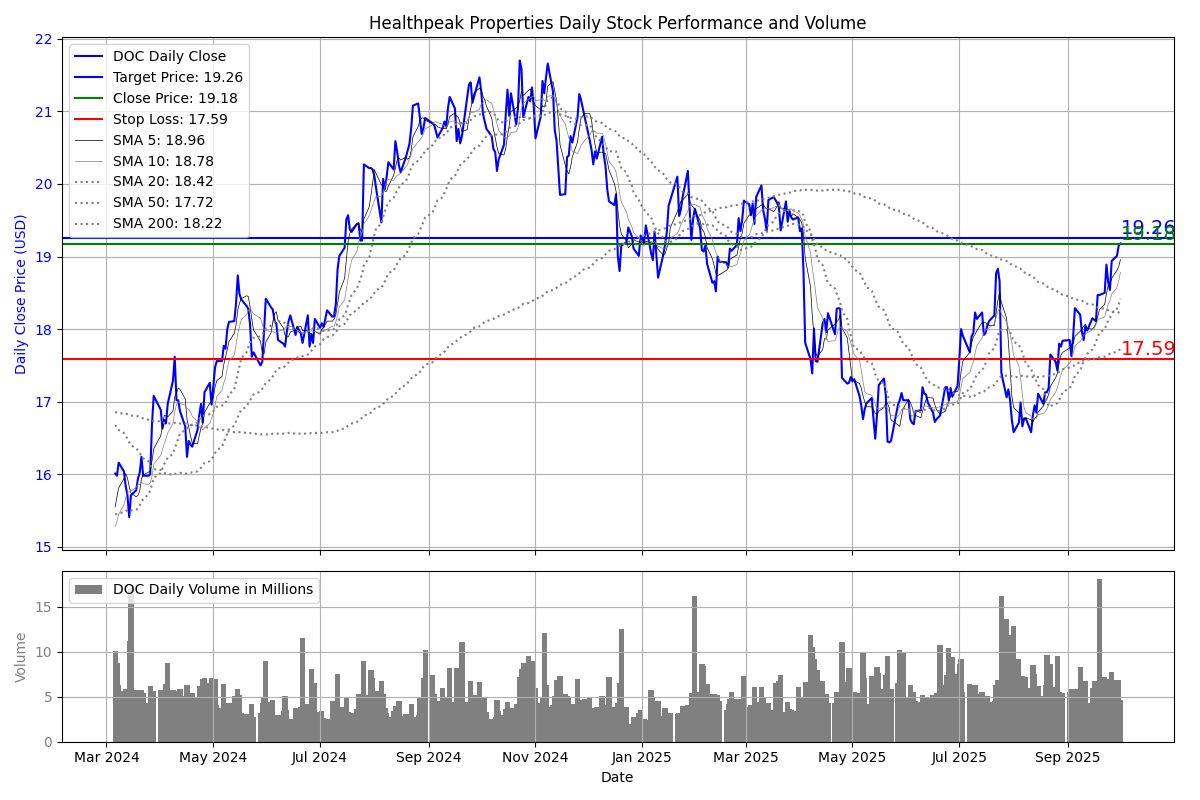 Healthpeak Properties Daily Stock Performance and Volume
22
21
20
19
18
17
16
15
Daily Close Price (USD)
DOC Daily Close
Target Price: 19.26
Close Price: 19.18
Stop Loss: 17.59
SMA 5: 18.96
SMA 10: 18.78
SMA 20: 18.42
SMA 50: 17.72
SMA 200: 18.22
19.26
19.18
17.59
DOC Daily Volume in Millions
15
10
5
0
Volume
Mar 2024 May 2024 Jul 2024 Sep 2024 Nov 2024 Jan 2025 Mar 2025 May 2025 Jul 2025 Sep 2025
Date